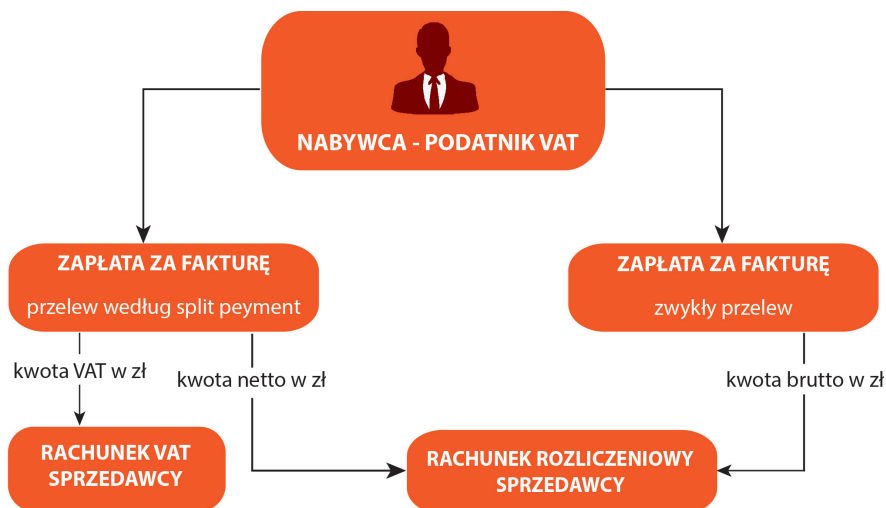 NABYWCA - PODATNIK VAT
ZAPŁATA ZA FAKTURĘ
przelew według split peyment
ZAPŁATA ZA FAKTURĘ
zwykły przelew
kwota VAT w zł
kwota netto w zł
kwota brutto w zł
RACHUNEK VAT
SPRZEDAWCY
RACHUNEK ROZLICZENIOWY
SPRZEDAWCY